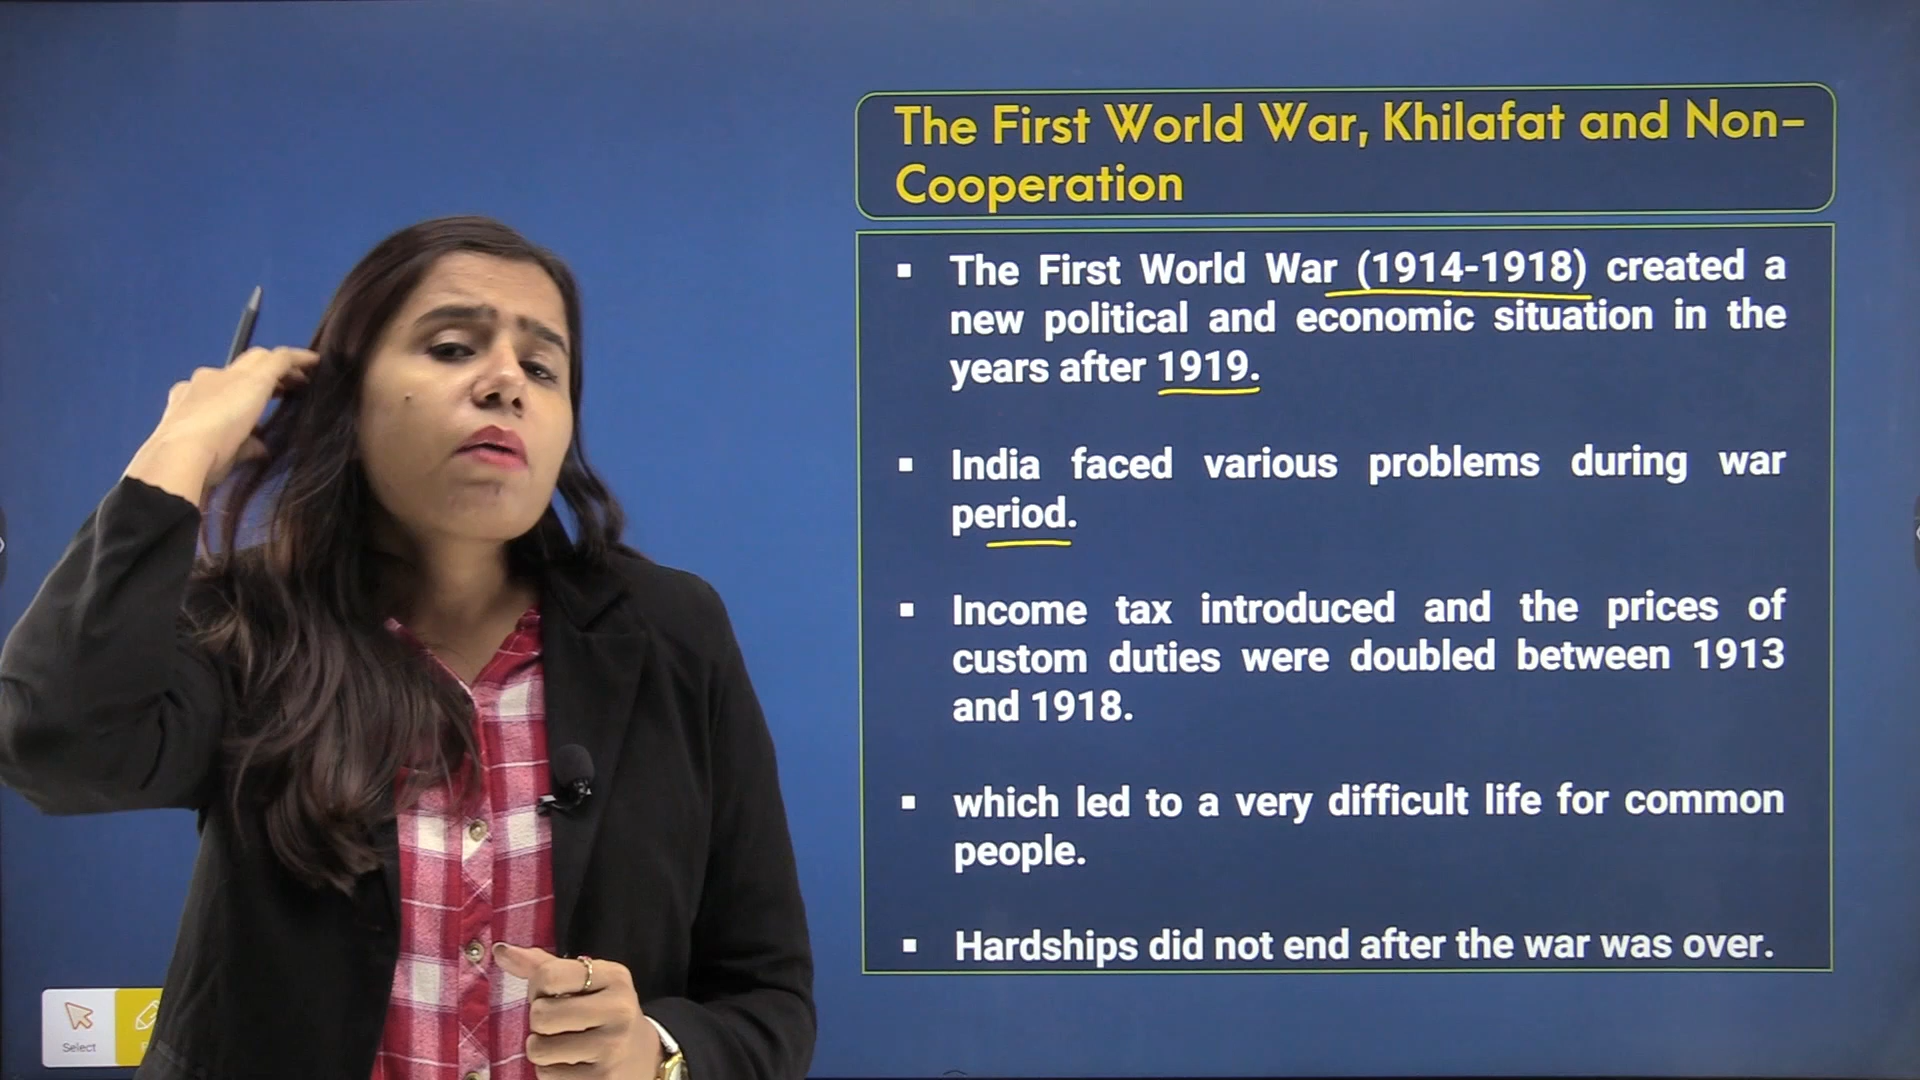 The First World War, Khilafat and Non-
Cooperation
▪ The First World War (1914-1918) created a
new political and economic situation in the
years after 1919.
▪ India faced various problems during war
period.
▪ Income tax introduced and the prices of
custom duties were doubled between 1913
and 1918.
▪ which led to a very difficult life for common
people.
▪ Hardships did not end after the war was over.
Select